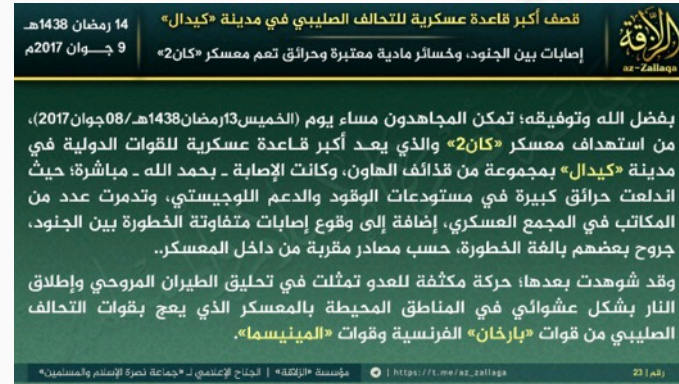 قصف أكبر قاعدة عسكرية للتحالف الصليبي في مدينة «كيدال»
إصابات بين الجنود، وخسائر مادية معتبرة وحرائق تعم معسكر «كان2»
14 رمضان 1438هـ
9 جـــوان 2017م
الزلاقة
az-Zallaqa
بفضل الله وتوفيقه؛ تمكن المجاهدون مساء يوم (الخميس13رمضان1438هـ/08جوان2017)،
من استهداف معسكر «كان2» والذي يعـد أكبر قـاعدة عسكرية للقوات الدولية في
مدينة «كيدال» بمجموعة من قذائف الهاون، وكانت الإصابة ـ بحمد الله ـ مباشرة؛ حيث
اندلعت حرائق كبيرة في مستودعات الوقود والدعم اللوجيستي، وتدمرت عدد من
المكاتب في المجمع العسكري، إضافة إلى وقوع إصابات متفاوتة الخطورة بين الجنود،
جروح بعضهم بالغة الخطورة، حسب مصادر مقربة من داخل المعسكر..
وقد شوهدت بعدها؛ حركة مكثفة للعدو تمثلت في تحليق الطيران المروحي وإطلاق
النار بشكل عشوائي في المناطق المحيطة بالمعسكر الذي يعج بقوات التحالف
الصليبي من قوات «بارخان» الفرنسية وقوات «المينيسما».
رقم | 23
https://t.me/az_zallaga
مؤسسة «الزلاقة» | الجناح الإعلامي لـ «جماعة نصرة الإسلام والمسلمين»